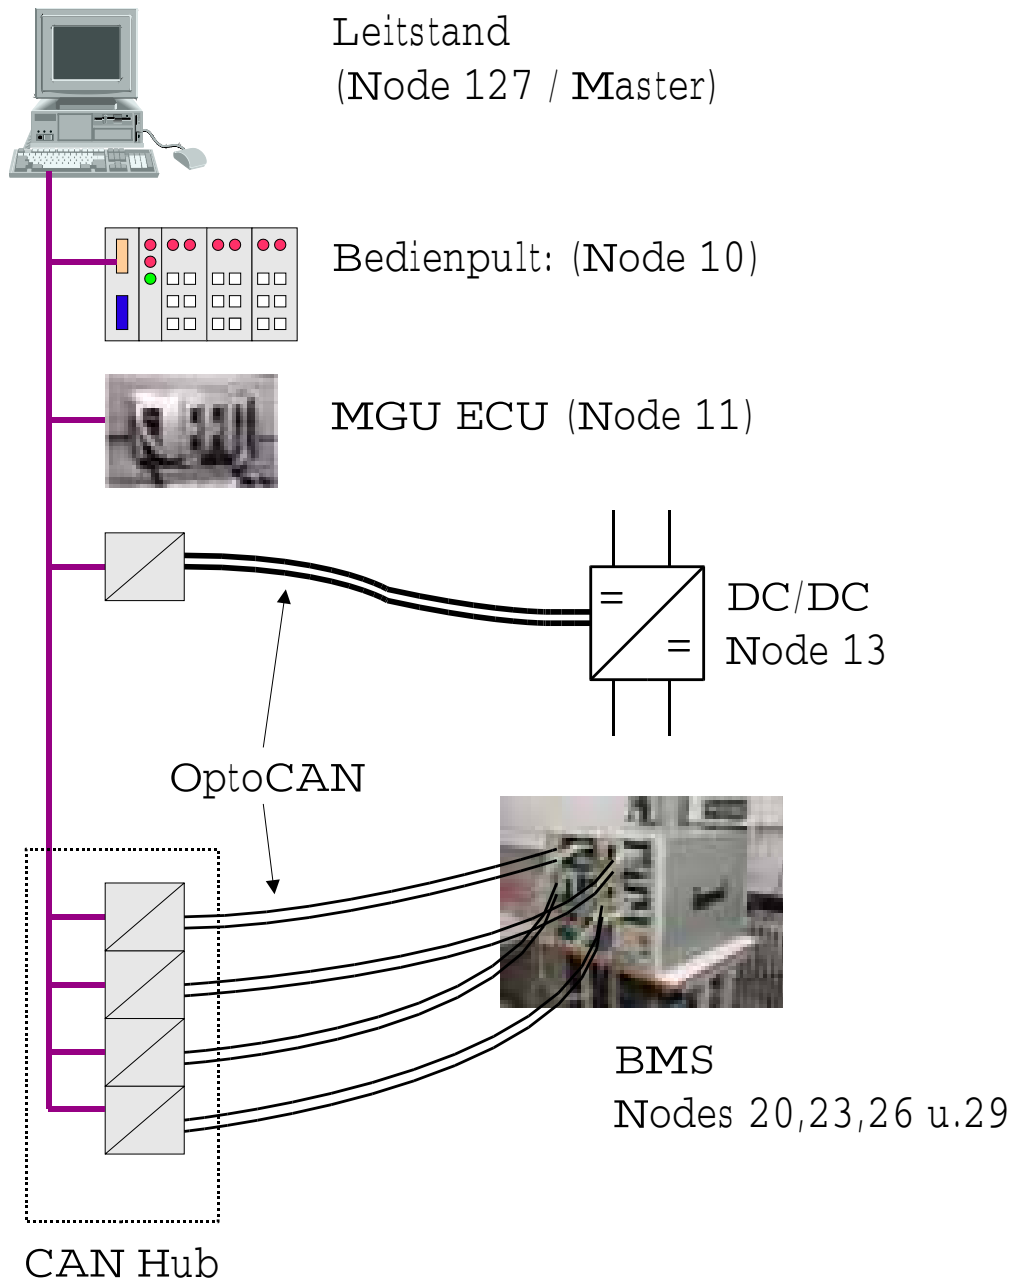 Leitstand
(Node 127 / Master)
Bedienpult: (Node 10)
MGU ECU (Node 11)
DC/DC
Node 13
OptoCAN
BMS
Nodes 20,23,26 u.29
CAN Hub